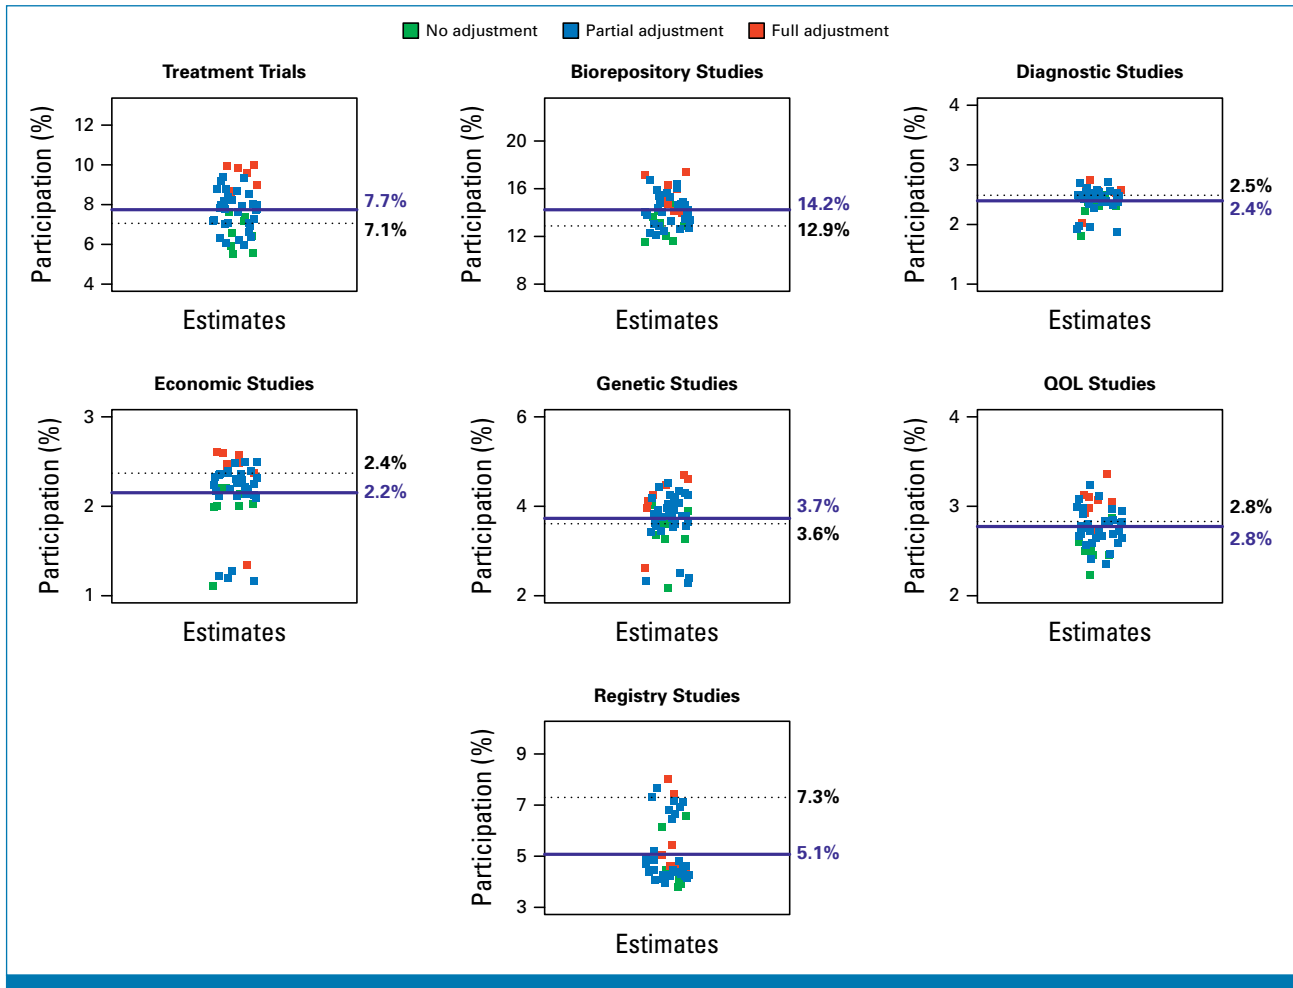 No adjustment Partial adjustment Full adjustment
Treatment Trials
Participation (%)
12
10
8
6
4
7.7%
7.1%
Estimates
Biorepository Studies
Participation (%)
20
16
12
8
14.2%
12.9%
Estimates
Diagnostic Studies
Participation (%)
4
3
2
1
2.5%
2.4%
Estimates
Economic Studies
Participation (%)
3
2
1
2.4%
2.2%
Estimates
Genetic Studies
Participation (%)
6
4
2
3.7%
3.6%
Estimates
QOL Studies
Participation (%)
4
3
2
2.8%
2.8%
Estimates
Registry Studies
Participation (%)
9
7
5
3
7.3%
5.1%
Estimates